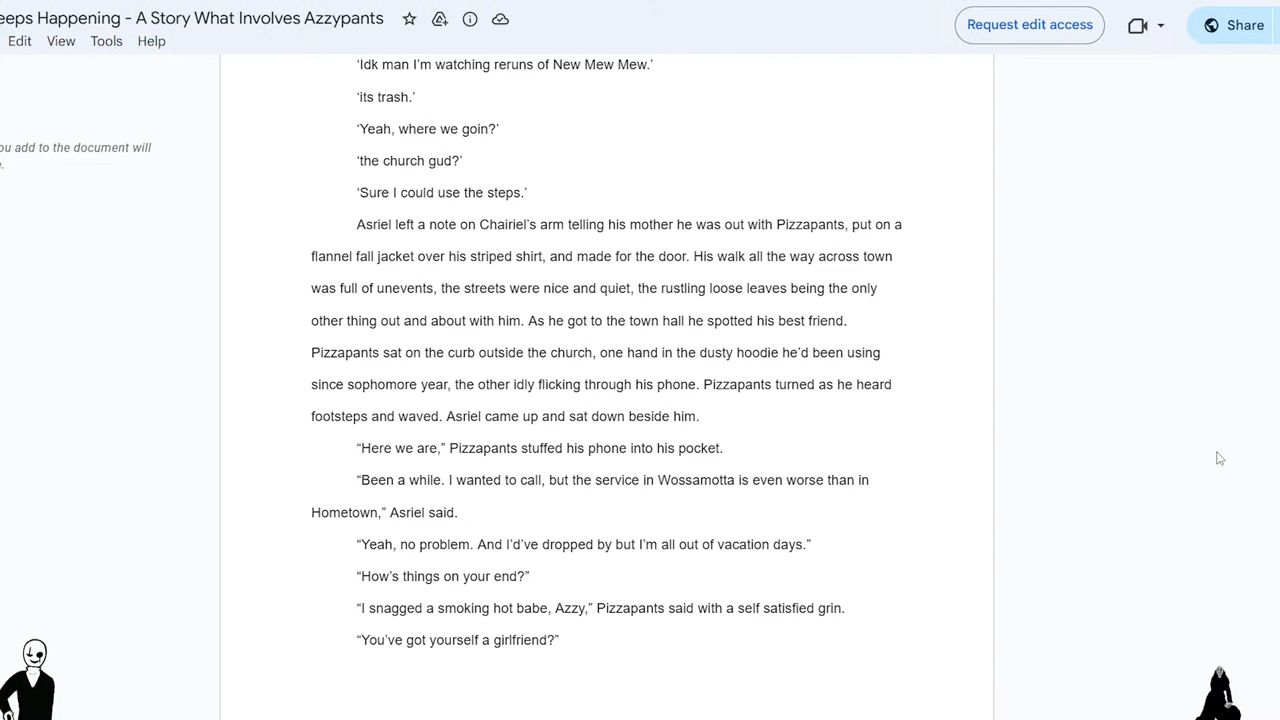 eeps Happening - A Story What Involves Azzypants
Request edit access
Share
Edit View Tools Help
ou add to the document will
e.
‘Idk man I’m watching reruns of New Mew Mew.’
‘its trash.’
‘Yeah, where we goin?’
‘the church gud?’
‘Sure I could use the steps.’
Asriel left a note on Chairiel’s arm telling his mother he was out with Pizzapants, put on a
flannel fall jacket over his striped shirt, and made for the door. His walk all the way across town
was full of unevents, the streets were nice and quiet, the rustling loose leaves being the only
other thing out and about with him. As he got to the town hall he spotted his best friend.
Pizzapants sat on the curb outside the church, one hand in the dusty hoodie he’d been using
since sophomore year, the other idly flicking through his phone. Pizzapants turned as he heard
footsteps and waved. Asriel came up and sat down beside him.
“Here we are,” Pizzapants stuffed his phone into his pocket.
“Been a while. I wanted to call, but the service in Wossamotta is even worse than in
Hometown,” Asriel said.
“Yeah, no problem. And I’d’ve dropped by but I’m all out of vacation days.”
“How’s things on your end?”
“I snagged a smoking hot babe, Azzy,” Pizzapants said with a self satisfied grin.
“You’ve got yourself a girlfriend?”